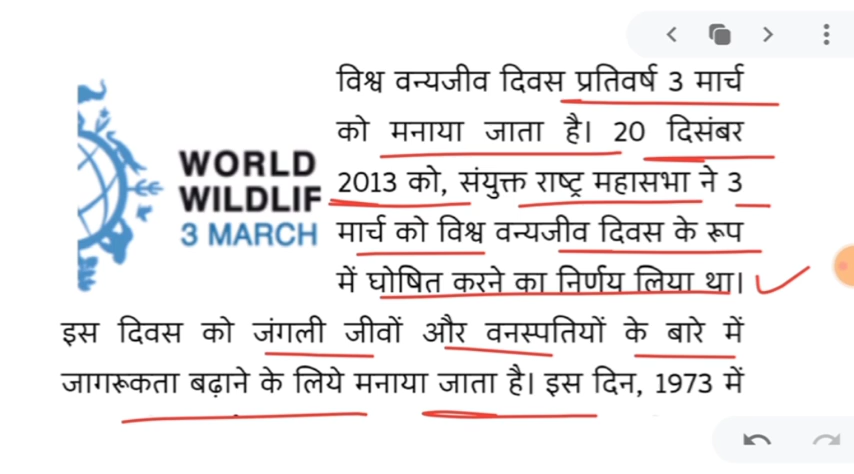 विश्व वन्यजीव दिवस प्रतिवर्ष 3 मार्च
को मनाया जाता है। 20 दिसंबर
2013 को, संयुक्त राष्ट्र महासभा ने 3
मार्च को विश्व वन्यजीव दिवस के रूप
में घोषित करने का निर्णय लिया था।
WORLD
WILDLIF
3 MARCH
इस दिवस को जंगली जीवों और वनस्पतियों के बारे में
जागरूकता बढ़ाने के लिये मनाया जाता है। इस दिन, 1973 में